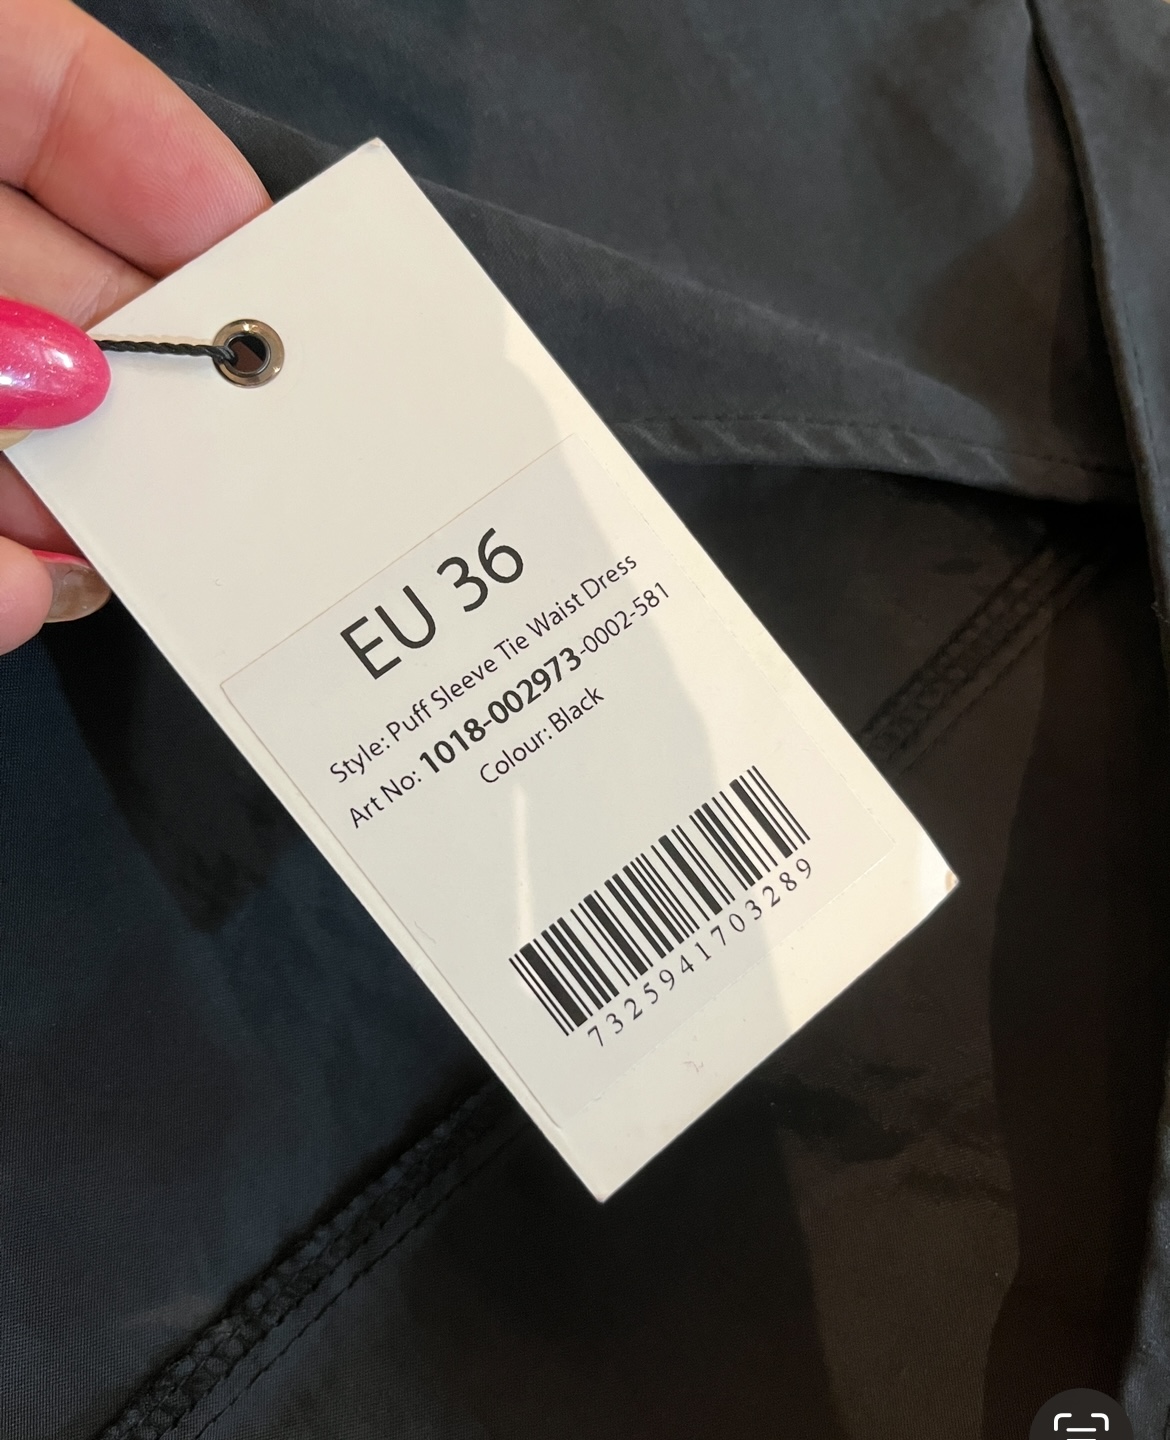 EU 36
Style: Puff Sleeve Tie Waist Dress
Art No: 1018-002973-0002-581
Colour: Black
7325941703289